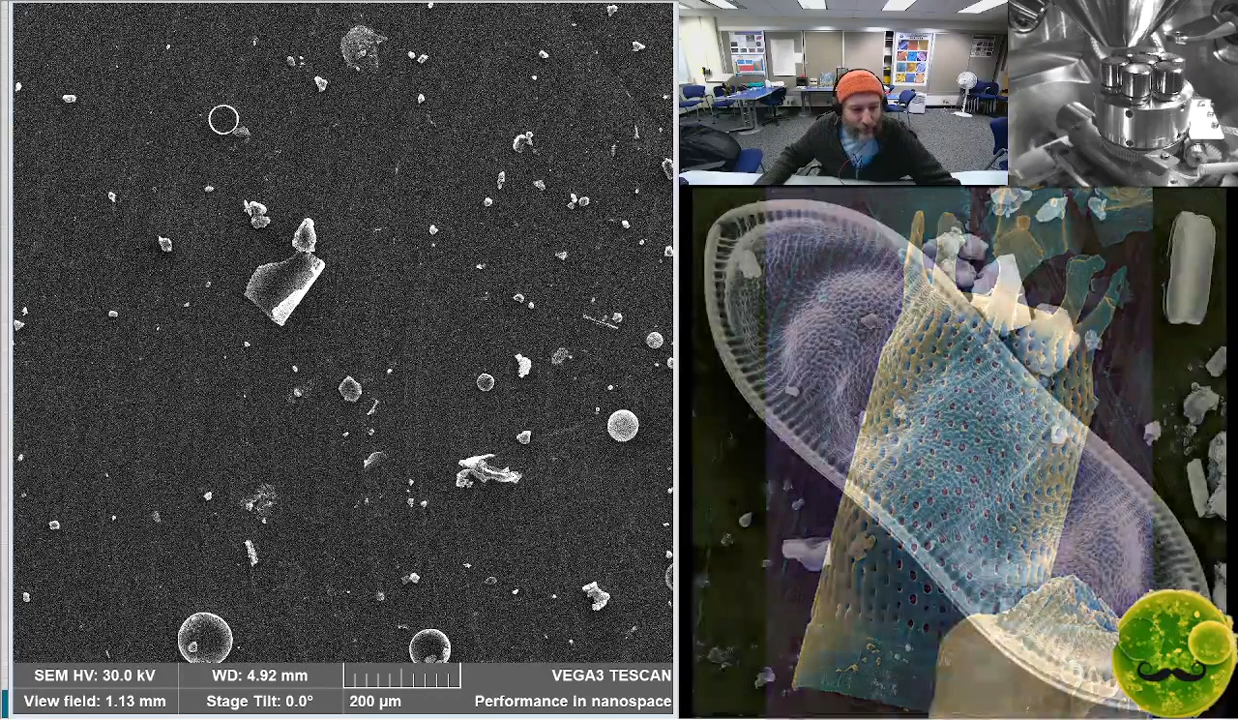 SEM HV: 30.0 kV
WD: 4.92 mm
VEGA3 TESCAN
View field: 1.13 mm
Stage Tilt: 0.0°
200 µm
Performance in nanospace